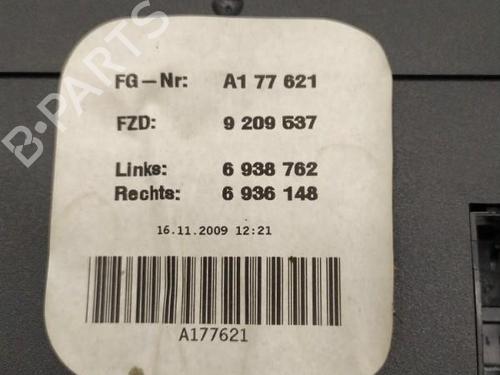 B-PARTS
FG-Nr: A1 77 621
FZD: 9 209 537
Links: 6 938 762
Rechts: 6 936 148
16.11.2009 12:21
A177621